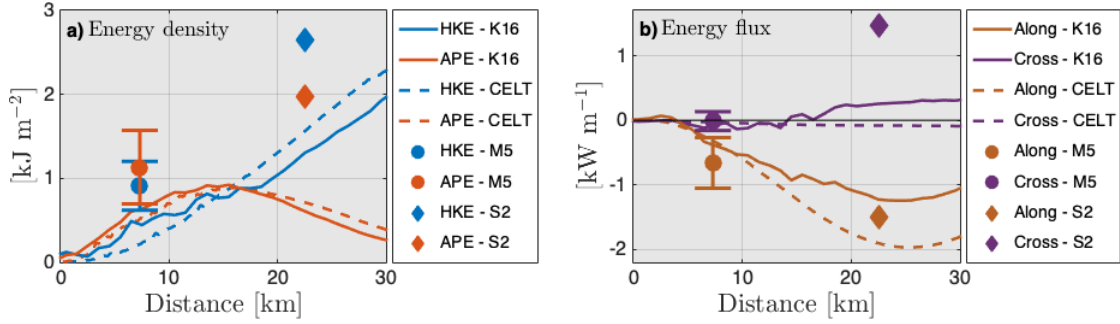 a) Energy density
3
2
1
0
[kJ m⁻²]
0 10 20 30
Distance [km]
HKE - K16
APE - K16
HKE - CELT
APE - CELT
HKE - M5
APE - M5
HKE - S2
APE - S2
b) Energy flux
1
0
-1
-2
[kW m⁻¹]
0 10 20 30
Distance [km]
Along - K16
Cross - K16
Along - CELT
Cross - CELT
Along - M5
Cross - M5
Along - S2
Cross - S2